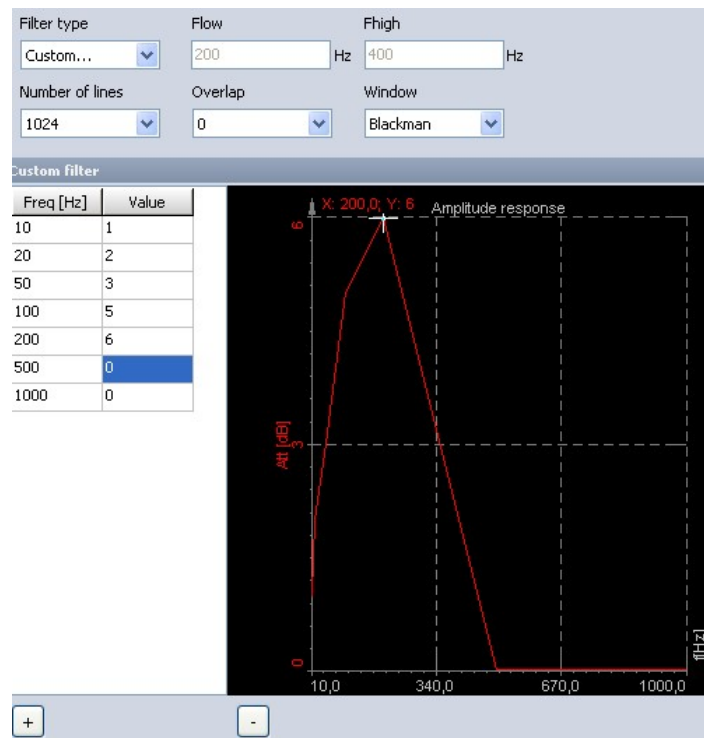 Filter type Flow Fhigh
Custom... 200 Hz 400 Hz
Number of lines Overlap Window
1024 0 Blackman
Custom filter
Freq [Hz] Value
10 1
20 2
50 3
100 5
200 6
500 0
1000 0
X: 200,0; Y: 6 Amplitude response
6
Att [dB]
3
0
f[Hz]
10,0 340,0 670,0 1000,0
+ -